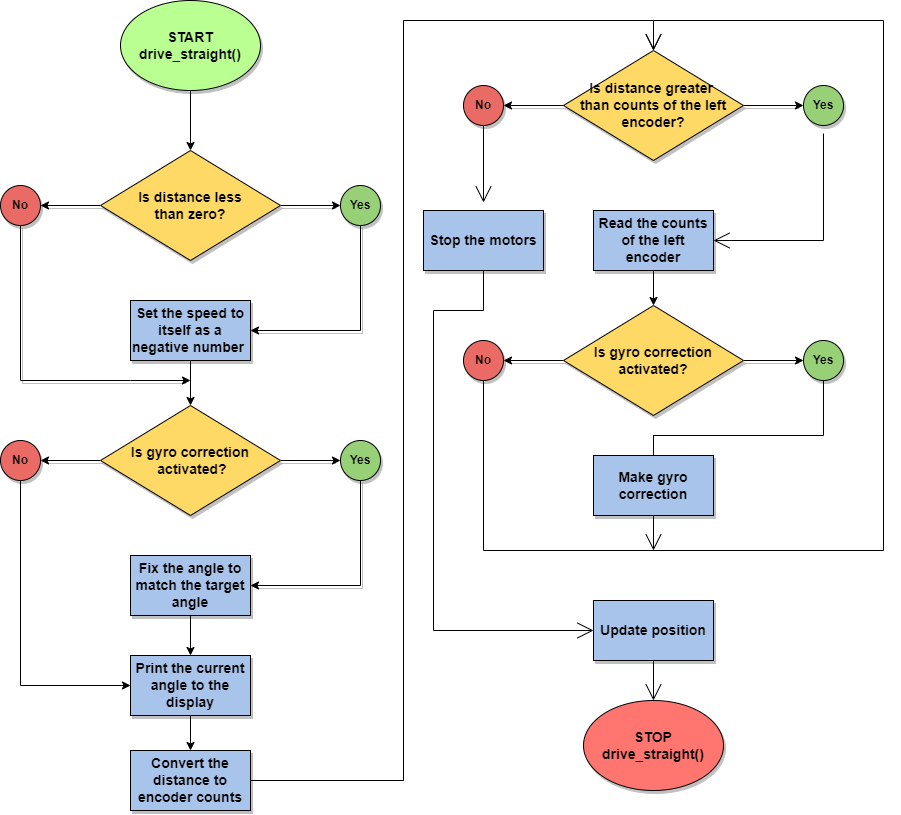 START
drive_straight()
Is distance less
than zero?
No
Yes
Set the speed to
itself as a
negative number
Is gyro correction
activated?
No
Yes
Fix the angle to
match the target
angle
Print the current
angle to the
display
Convert the
distance to
encoder counts
Is distance greater
than counts of the left
encoder?
No
Yes
Stop the motors
Read the counts
of the left
encoder
Is gyro correction
activated?
No
Yes
Make gyro
correction
Update position
STOP
drive_straight()